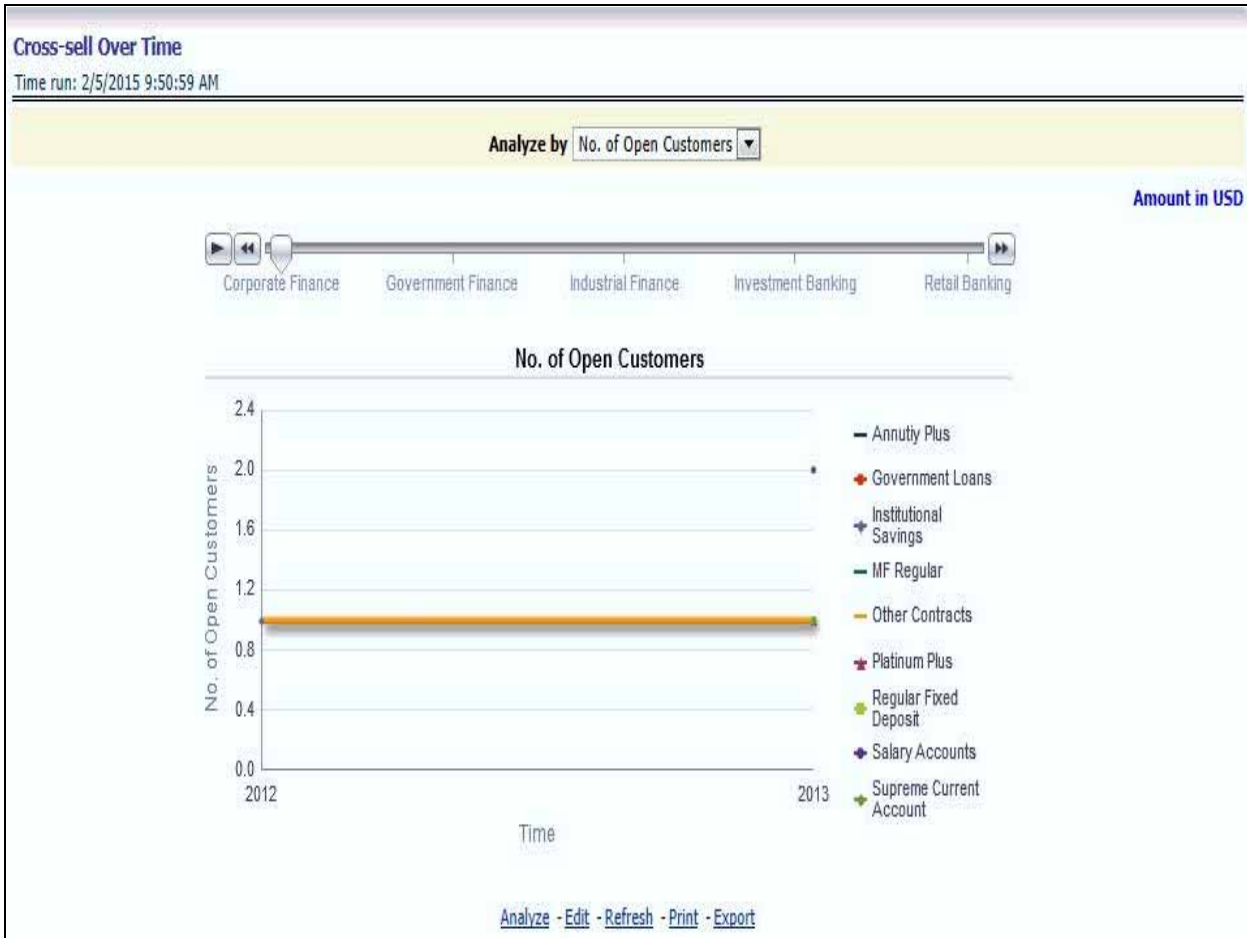 Cross-sell Over Time
Time run: 2/5/2015 9:50:59 AM
Analyze by No. of Open Customers
Amount in USD
Corporate Finance Government Finance Industrial Finance Investment Banking Retail Banking
No. of Open Customers
No. of Open Customers
2.4
2.0
1.6
1.2
0.8
0.4
0.0
2012 2013
Time
Annutiy Plus
Government Loans
Institutional
Savings
MF Regular
Other Contracts
Platinum Plus
Regular Fixed
Deposit
Salary Accounts
Supreme Current
Account
Analyze - Edit - Refresh - Print - Export